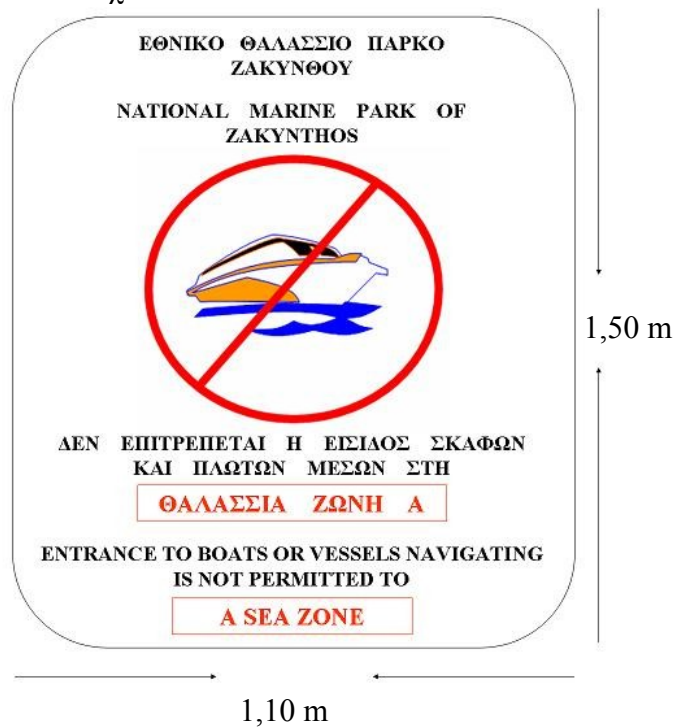 ΕΘΝΙΚΟ ΘΑΛΑΣΣΙΟ ΠΑΡΚΟ
ΖΑΚΥΝΘΟΥ
NATIONAL MARINE PARK OF
ZAKYNTHOS
1,50 m
ΔΕΝ ΕΠΙΤΡΕΠΕΤΑΙ Η ΕΙΣΙΔΟΣ ΣΚΑΦΩΝ
ΚΑΙ ΠΛΩΤΩΝ ΜΕΣΩΝ ΣΤΗ
ΘΑΛΑΣΣΙΑ ΖΩΝΗ Α
ENTRANCE TO BOATS OR VESSELS NAVIGATING
IS NOT PERMITTED TO
A SEA ZONE
1,10 m